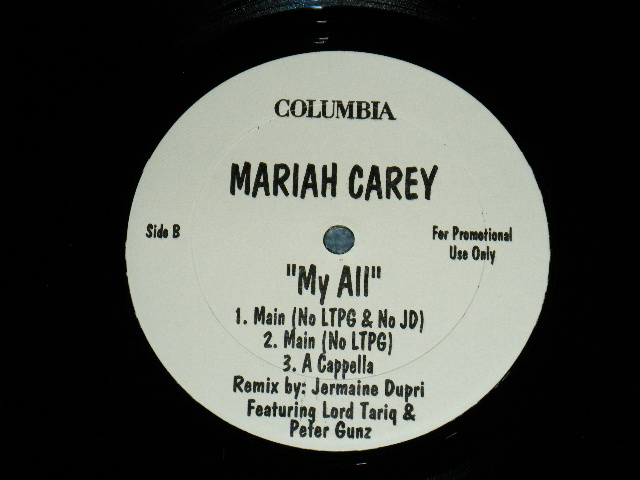 COLUMBIA
MARIAH CAREY
Side B
For Promotional
Use Only
"My All"
1. Main (No LTPG & No JD)
2. Main (No LTPG)
3. A Cappella
Remix by: Jermaine Dupri
Featuring Lord Tariq &
Peter Gunz